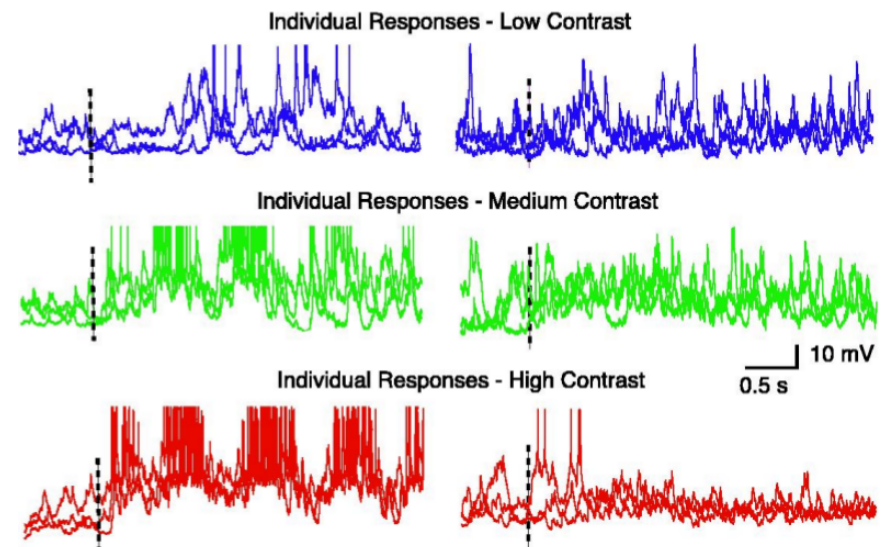 Individual Responses - Low Contrast
Individual Responses - Medium Contrast
10 mV
0.5 s
Individual Responses - High Contrast